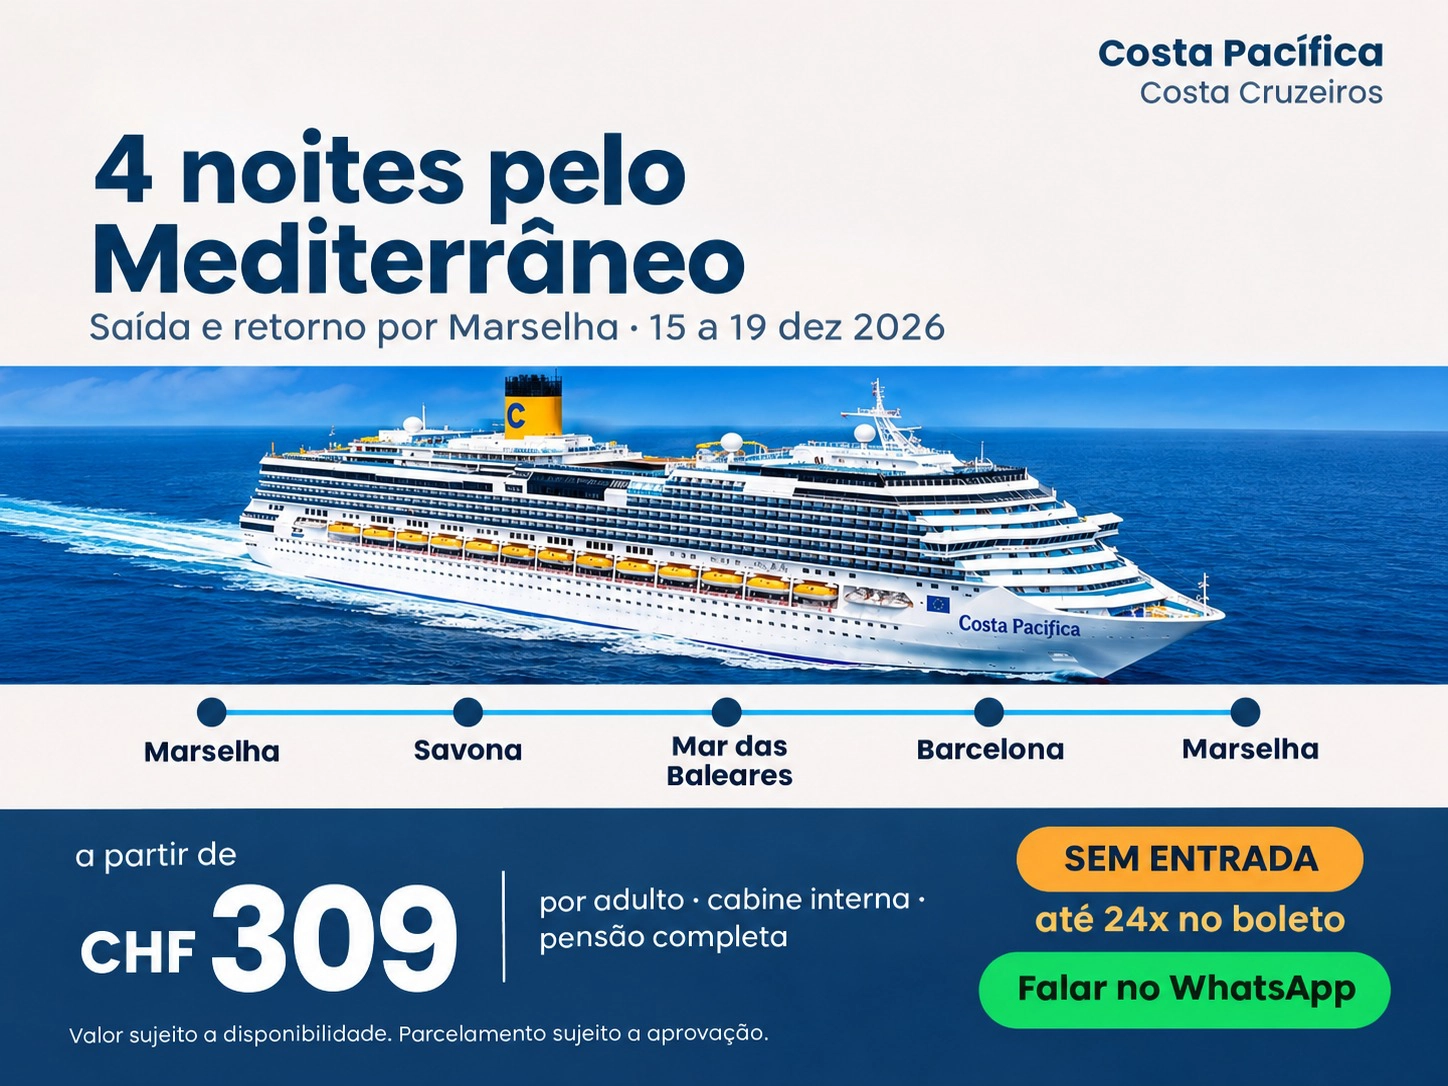 Costa Pacífica
Costa Cruzeiros
4 noites pelo
Mediterrâneo
Saída e retorno por Marselha · 15 a 19 dez 2026
C
Costa Pacifica
Marselha
Savona
Mar das
Baleares
Barcelona
Marselha
a partir de
CHF 309
por adulto · cabine interna ·
pensão completa
SEM ENTRADA
até 24x no boleto
Falar no WhatsApp
Valor sujeito a disponibilidade. Parcelamento sujeito a aprovação.